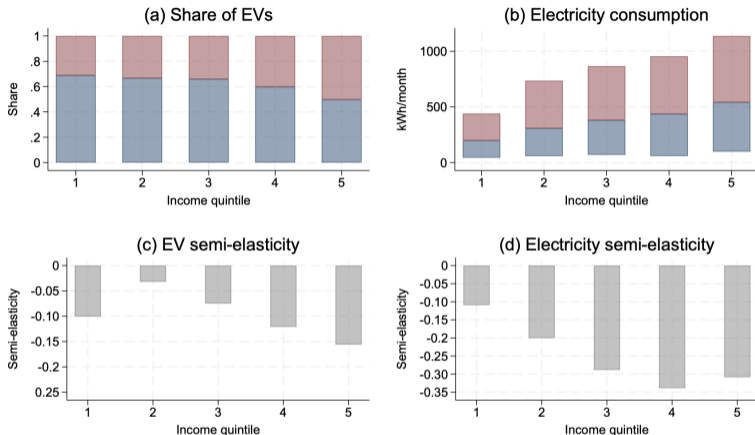 (a) Share of EVs
Share
1
.8
.6
.4
.2
0
1 2 3 4 5
Income quintile
(b) Electricity consumption
kWh/month
1000
500
0
1 2 3 4 5
Income quintile
(c) EV semi-elasticity
Semi-elasticity
0
-0.05
-0.10
-0.15
-0.2
0.25
1 2 3 4 5
Income quintile
(d) Electricity semi-elasticity
Semi-elasticity
0
-0.05
-0.10
-0.15
-0.20
-0.25
-0.30
-0.35
1 2 3 4 5
Income quintile